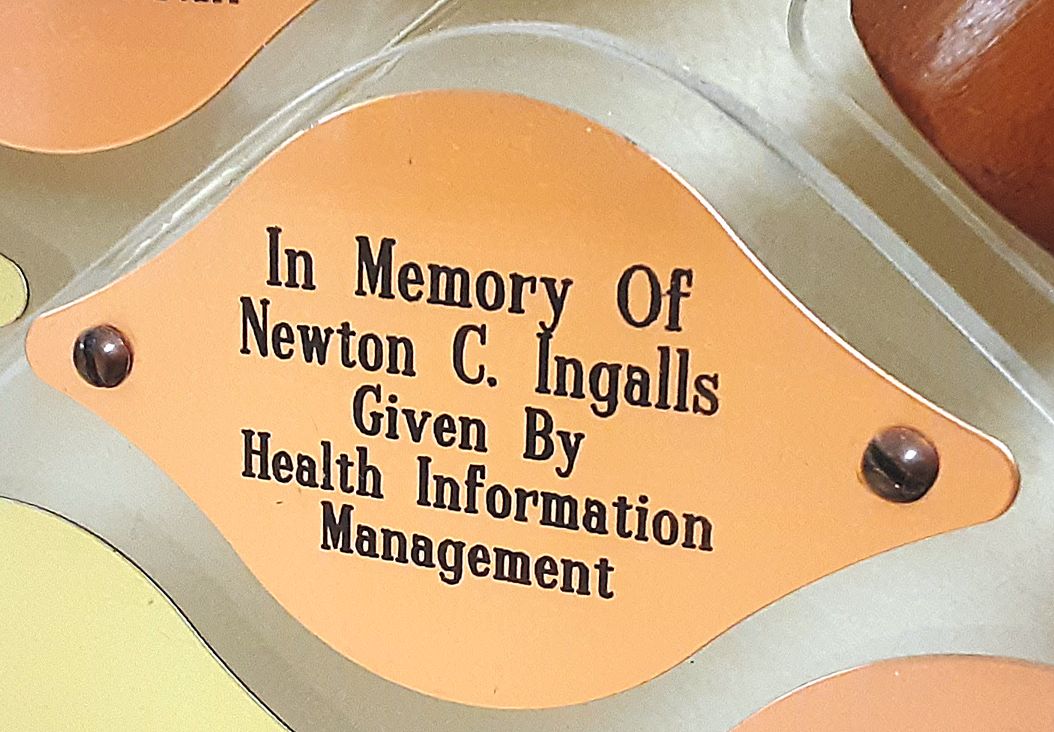 In Memory Of
Newton C. Ingalls
Given By
Health Information
Management